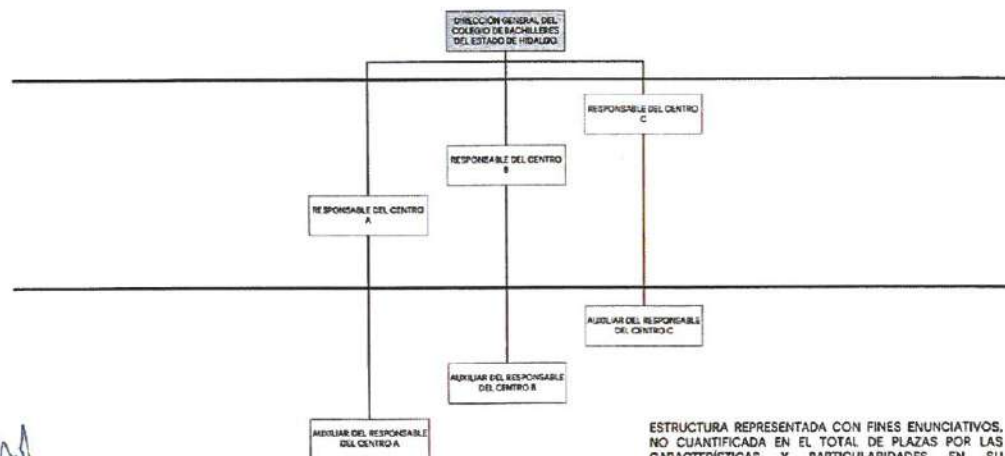 DIRECCIÓN GENERAL DEL
COLEGIO DE BACHILLERES
DEL ESTADO DE HIDALGO.
RESPONSABLE DEL CENTRO
C
RESPONSABLE DEL CENTRO
B
RESPONSABLE DEL CENTRO
A
AUXILIAR DEL RESPONSABLE
DEL CENTRO C
AUXILIAR DEL RESPONSABLE
DEL CENTRO B
AUXILIAR DEL RESPONSABLE
DEL CENTRO A
ESTRUCTURA REPRESENTADA CON FINES ENUNCIATIVOS,
NO CUANTIFICADA EN EL TOTAL DE PLAZAS POR LAS
CARACTERÍSTICAS Y PARTICULARIDADES EN SU